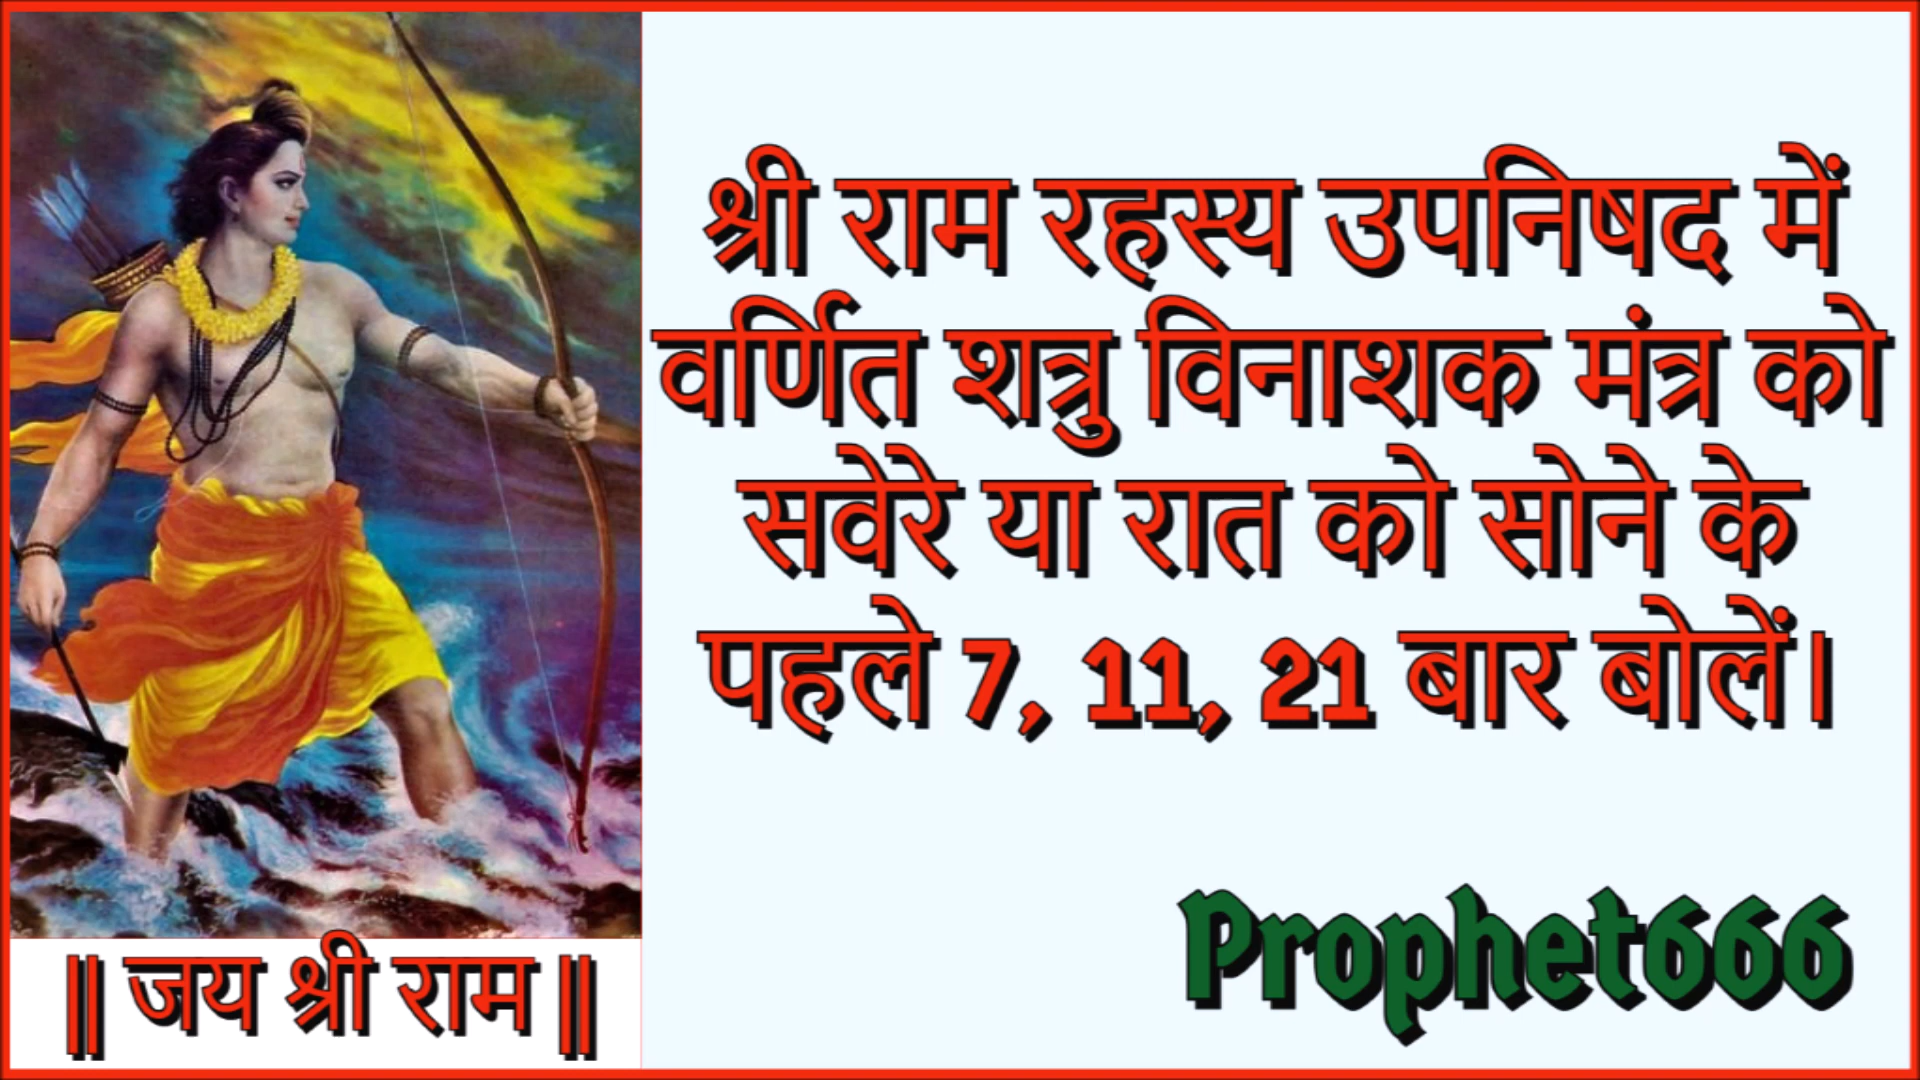 श्री राम रहस्य उपनिषद में
वर्णित शत्रु विनाशक मंत्र को
सवेरे या रात को सोने के
पहले 7, 11, 21 बार बोलें।
Prophet666
॥ जय श्री राम ॥